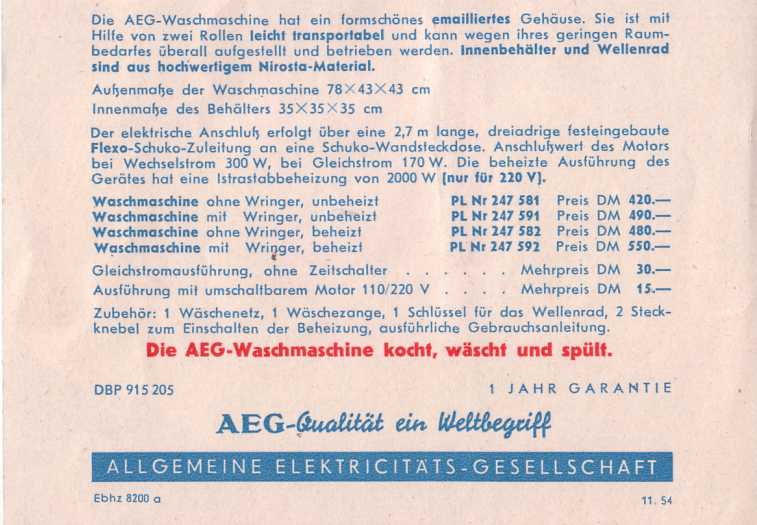 Die AEG-Waschmaschine hat ein formschönes emailliertes Gehäuse. Sie ist mit
Hilfe von zwei Rollen leicht transportabel und kann wegen ihres geringen Raum-
bedarfes überall aufgestellt und betrieben werden. Innenbehälter und Wellenrad
sind aus hochwertigem Nirosta-Material.
Außenmaße der Waschmaschine 78×43×43 cm
Innenmaße des Behälters 35×35×35 cm
Der elektrische Anschluß erfolgt über eine 2,7 m lange, dreiadrige festeingebaute
Flexo-Schuko-Zuleitung an eine Schuko-Wandsteckdose. Anschlußwert des Motors
bei Wechselstrom 300 W, bei Gleichstrom 170 W. Die beheizte Ausführung des
Gerätes hat eine Istrastabbeheizung von 2000 W (nur für 220 V).
Waschmaschine ohne Wringer, unbeheizt PL Nr 247 581 Preis DM 420.—
Waschmaschine mit Wringer, unbeheizt PL Nr 247 591 Preis DM 490.—
Waschmaschine ohne Wringer, beheizt PL Nr 247 582 Preis DM 480.—
Waschmaschine mit Wringer, beheizt PL Nr 247 592 Preis DM 550.—
Gleichstromausführung, ohne Zeitschalter . . . . . . Mehrpreis DM 30.—
Ausführung mit umschaltbarem Motor 110/220 V . . . . Mehrpreis DM 15.—
Zubehör: 1 Wäschenetz, 1 Wäschezange, 1 Schlüssel für das Wellenrad, 2 Steck-
knebel zum Einschalten der Beheizung, ausführliche Gebrauchsanleitung.
Die AEG-Waschmaschine kocht, wäscht und spült.
DBP 915 205 1 JAHR GARANTIE
AEG-Qualität ein Weltbegriff
ALLGEMEINE ELEKTRICITÄTS-GESELLSCHAFT
Ebhz 8200 a 11. 54